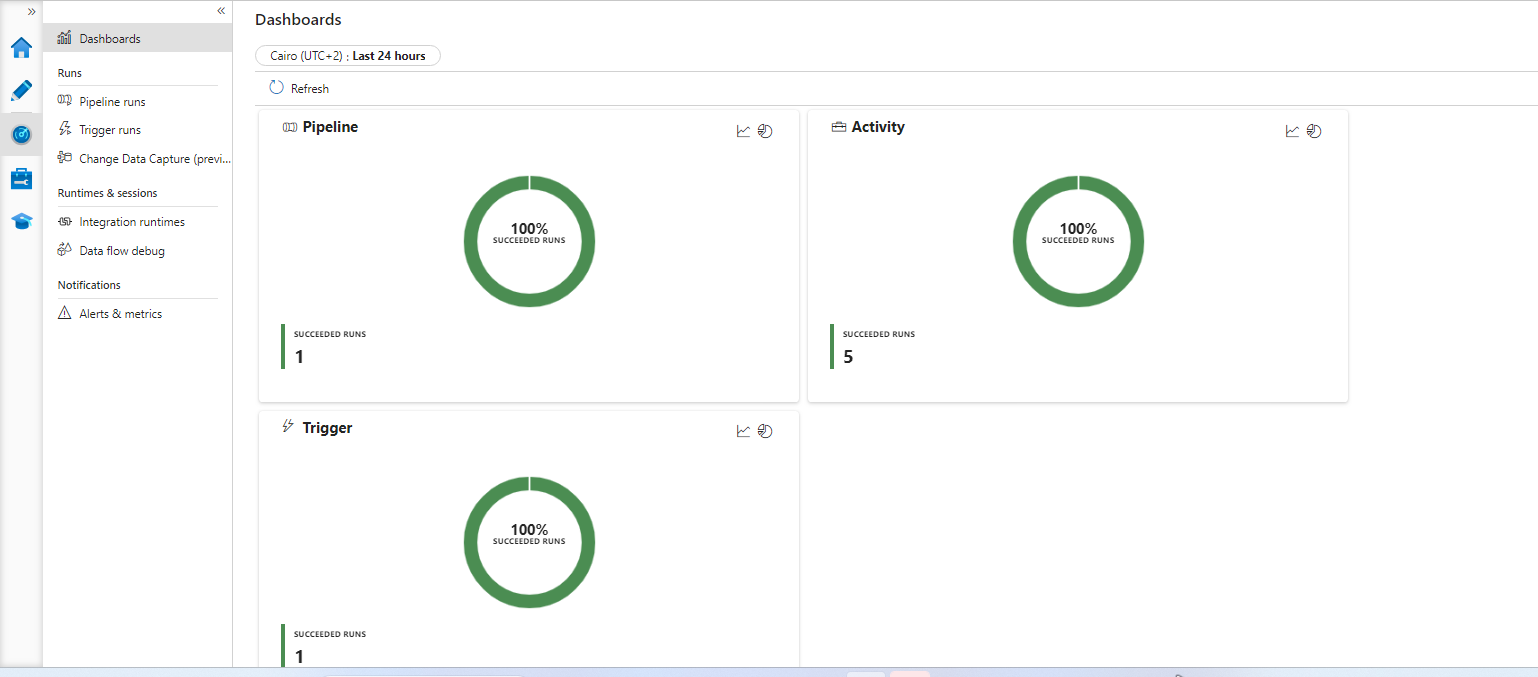 Dashboards
Runs
Pipeline runs
Trigger runs
Change Data Capture (previ...
Runtimes & sessions
Integration runtimes
Data flow debug
Notifications
Alerts & metrics
Dashboards
Cairo (UTC+2) : Last 24 hours
Refresh
Pipeline
100%
SUCCEEDED RUNS
SUCCEEDED RUNS
1
Activity
100%
SUCCEEDED RUNS
SUCCEEDED RUNS
5
Trigger
100%
SUCCEEDED RUNS
SUCCEEDED RUNS
1